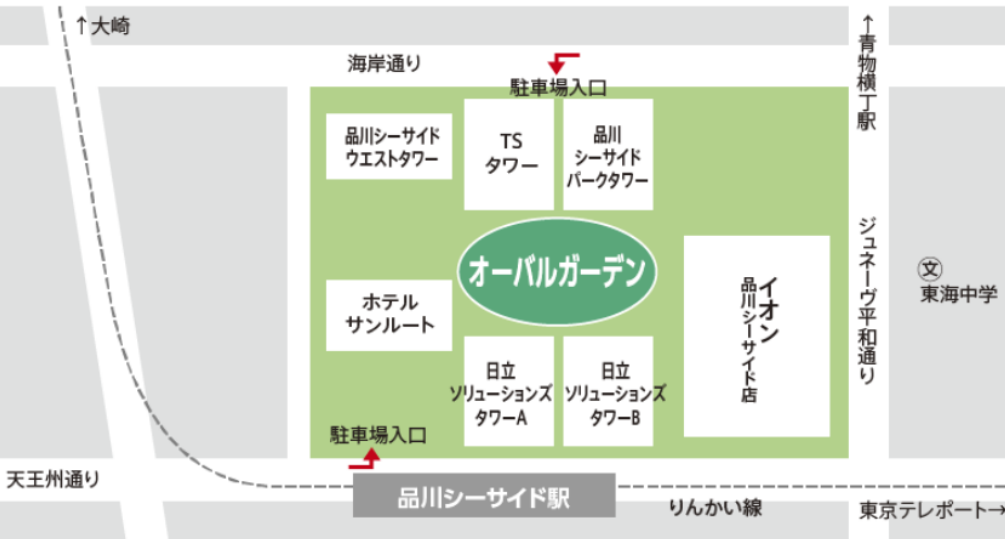 ↑大崎
海岸通り
駐車場入口
↑青物横丁駅
品川シーサイド
ウエストタワー
TS
タワー
品川
シーサイド
パークタワー
オーバルガーデン
イオン
品川シーサイド店
ジュネーヴ平和通り
文
東海中学
ホテル
サンルート
日立
ソリューションズ
タワーA
日立
ソリューションズ
タワーB
駐車場入口
天王州通り
品川シーサイド駅
りんかい線
東京テレポート→